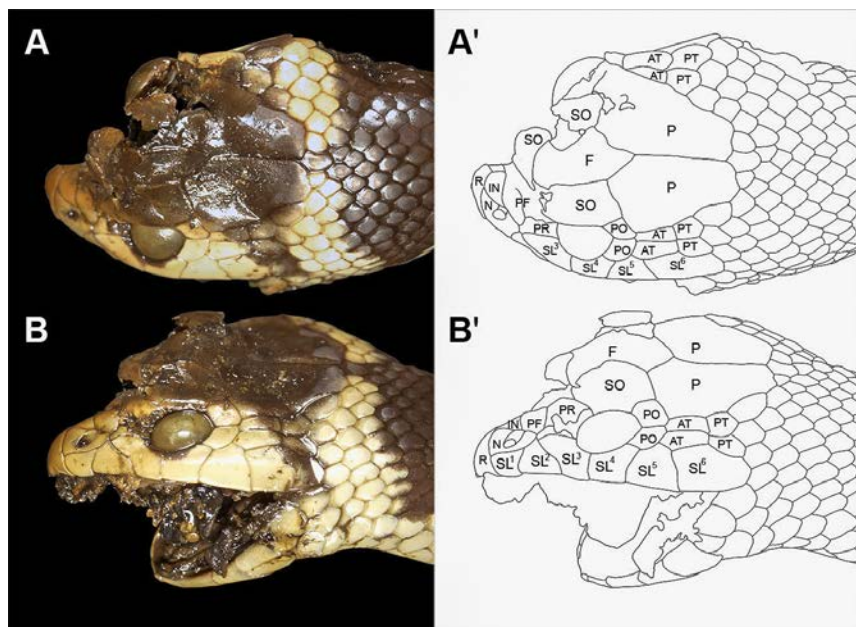 A
A'
AT PT
AT PT
SO
P
SO
F
R IN
N
PF
SO
P
PR
PO
AT PT
SL³
PO AT PT
SL⁴ SL⁵ SL⁶
B
B'
F P
SO P
IN PF PR
PO
AT PT
N
PO AT PT
R SL¹ SL² SL³ SL⁴ SL⁵ SL⁶